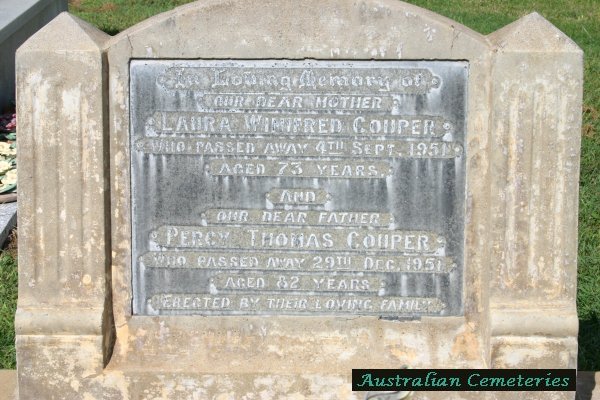 In Loving Memory of
OUR DEAR MOTHER
LAURA WINIFRED COUPER
WHO PASSED AWAY 4TH SEPT. 1951
AGED 73 YEARS.
AND
OUR DEAR FATHER
PERCY THOMAS COUPER
WHO PASSED AWAY 29TH DEC. 1951
AGED 82 YEARS
ERECTED BY THEIR LOVING FAMILY
Australian Cemeteries